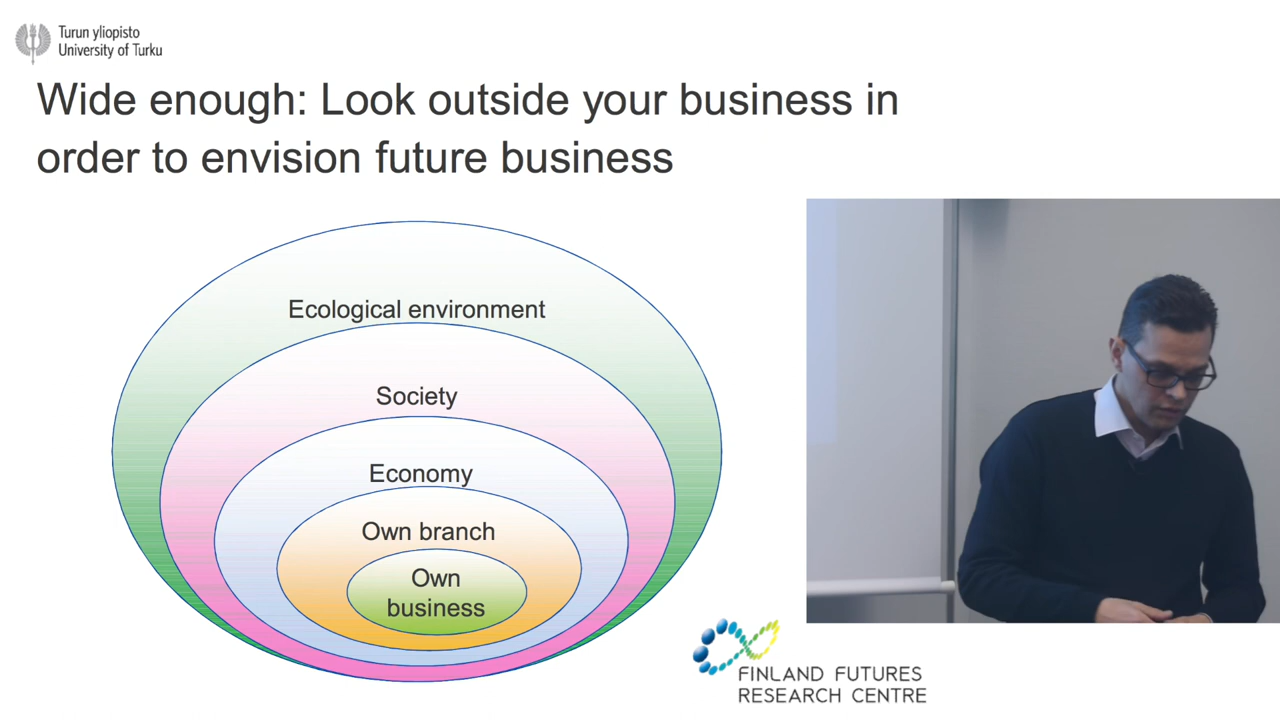 Turun yliopisto
University of Turku
Wide enough: Look outside your business in
order to envision future business
Ecological environment
Society
Economy
Own branch
Own
business
FINLAND FUTURES
RESEARCH CENTRE